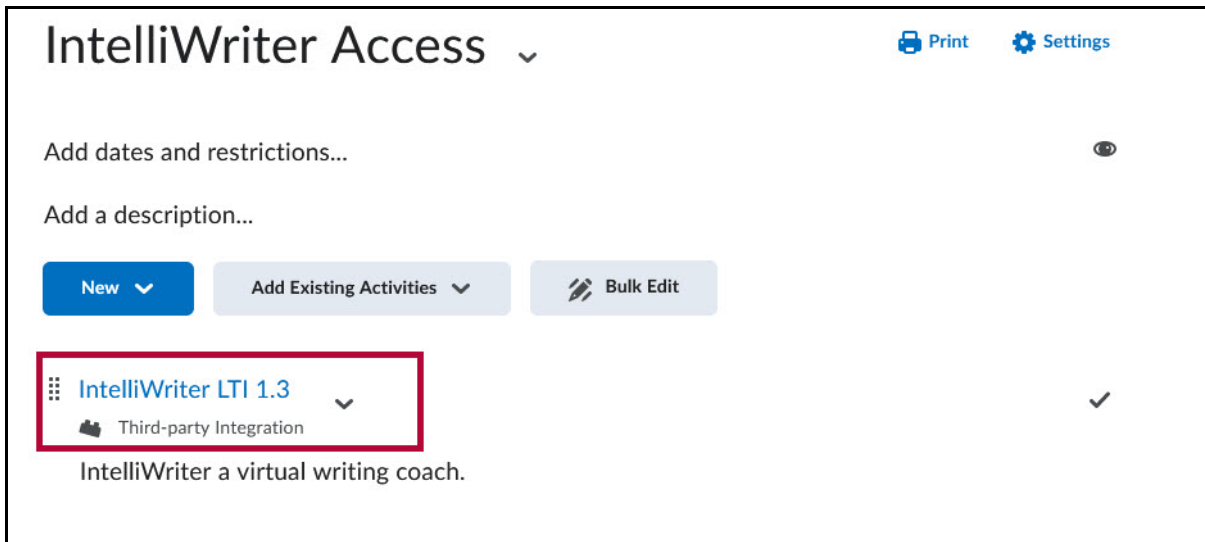 IntelliWriter Access
Print
Settings
Add dates and restrictions...
Add a description...
New
Add Existing Activities
Bulk Edit
IntelliWriter LTI 1.3
Third-party Integration
IntelliWriter a virtual writing coach.